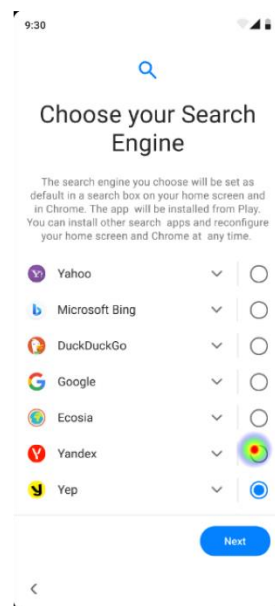 9:30
Choose your Search
Engine
The search engine you choose will be set as
default in a search box on your home screen and
in Chrome. The app will be installed from Play.
You can install other search apps and reconfigure
your home screen and Chrome at any time.
Yahoo
Microsoft Bing
DuckDuckGo
Google
Ecosia
Yandex
Yep
Next